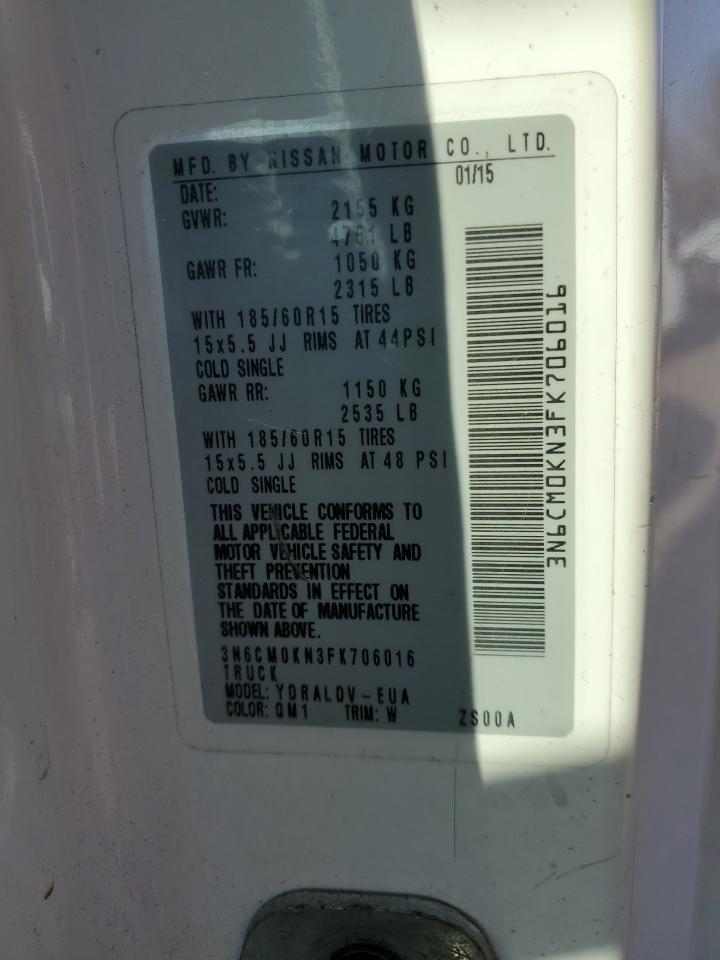 MFD. BY NISSAN MOTOR CO., LTD.
DATE: 01/15
GVWR: 2155 KG
4751 LB
GAWR FR: 1050 KG
2315 LB
WITH 185/60R15 TIRES
15x5.5 JJ RIMS AT 44PSI
COLD SINGLE
GAWR RR: 1150 KG
2535 LB
WITH 185/60R15 TIRES
15x5.5 JJ RIMS AT 48 PSI
COLD SINGLE
THIS VEHICLE CONFORMS TO
ALL APPLICABLE FEDERAL
MOTOR VEHICLE SAFETY AND
THEFT PREVENTION
STANDARDS IN EFFECT ON
THE DATE OF MANUFACTURE
SHOWN ABOVE.
3N6CM0KN3FK706016
TRUCK
MODEL: YDRALDV-EUA
COLOR: QM1 TRIM: W ZS00A
3N6CM0KN3FK706016